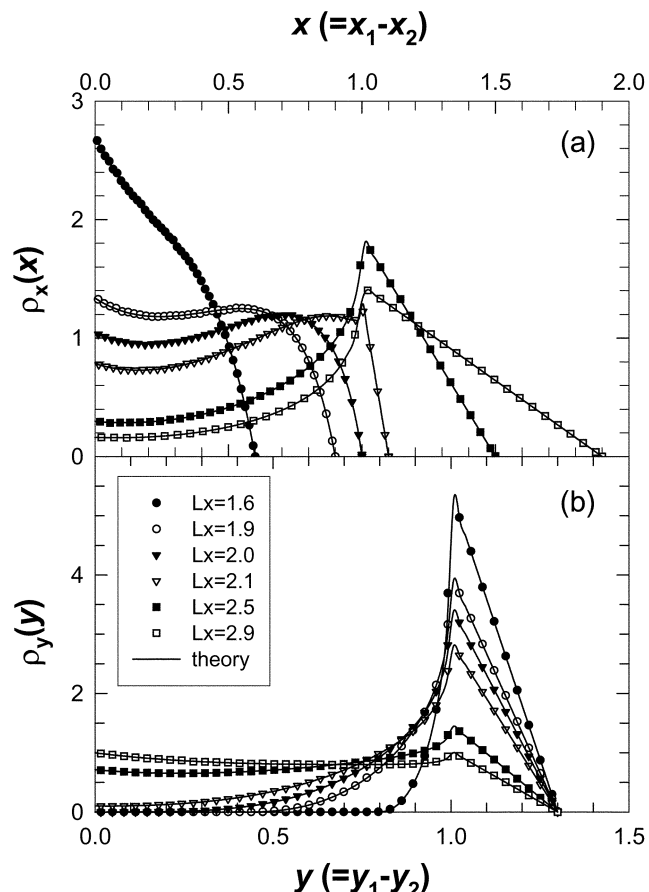 x (=x₁-x₂)
0.0 0.5 1.0 1.5 2.0
3
2
1
0
ρₓ(x)
(a)
(b)
4
2
0
ρᵧ(y)
Lx=1.6
Lx=1.9
Lx=2.0
Lx=2.1
Lx=2.5
Lx=2.9
theory
0.0 0.5 1.0 1.5
y (=y₁-y₂)